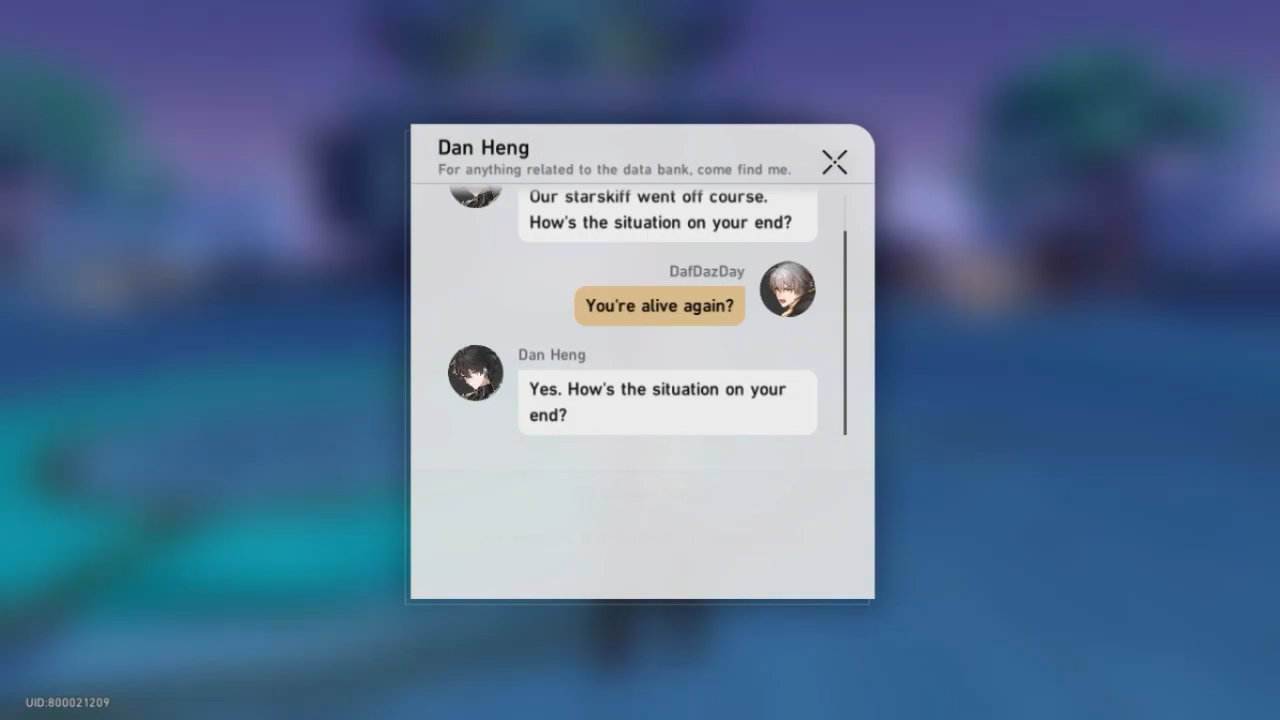 Dan Heng
For anything related to the data bank, come find me.
Our starskiff went off course.
How's the situation on your end?
DafDazDay
You're alive again?
Dan Heng
Yes. How's the situation on your
end?
UID:800021209